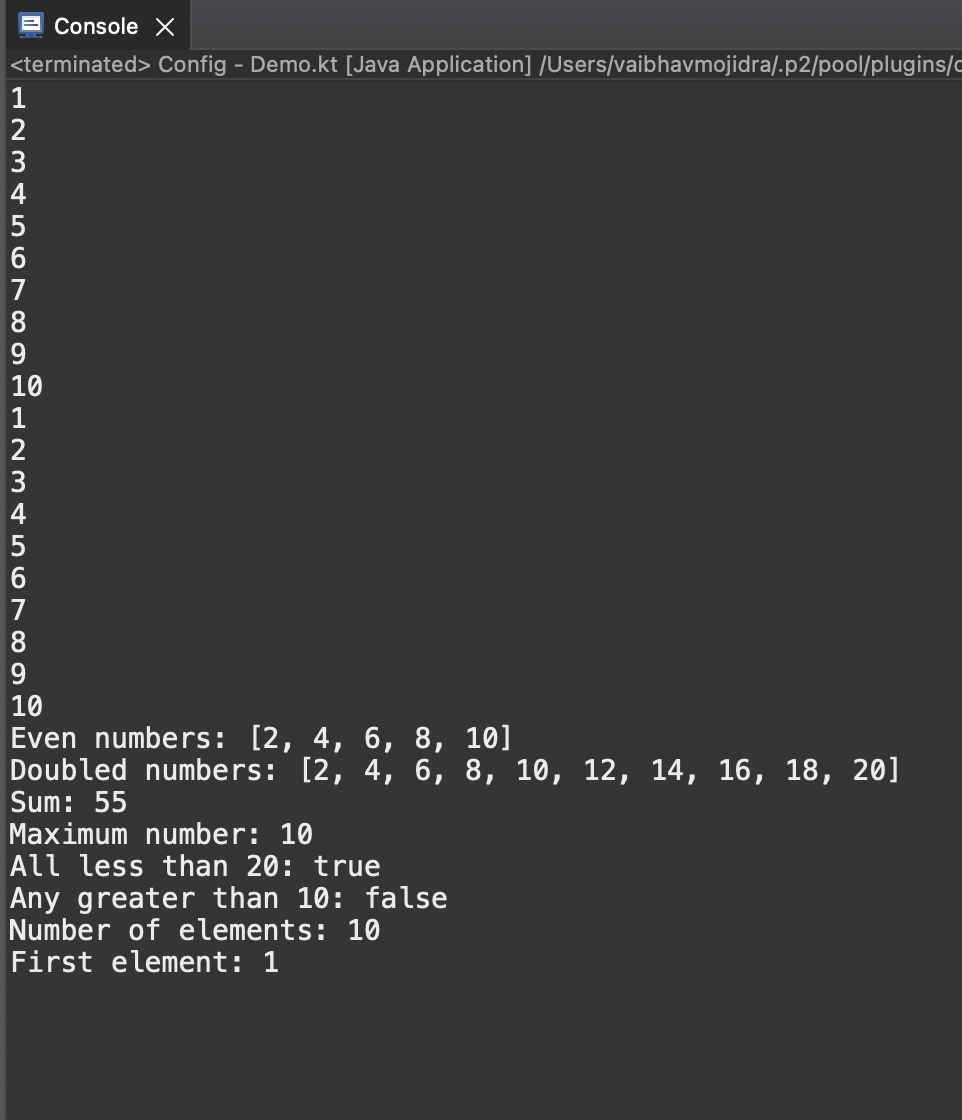 Console
<terminated> Config - Demo.kt [Java Application] /Users/vaibhavmojidra/.p2/pool/plugins/
1
2
3
4
5
6
7
8
9
10
1
2
3
4
5
6
7
8
9
10
Even numbers: [2, 4, 6, 8, 10]
Doubled numbers: [2, 4, 6, 8, 10, 12, 14, 16, 18, 20]
Sum: 55
Maximum number: 10
All less than 20: true
Any greater than 10: false
Number of elements: 10
First element: 1